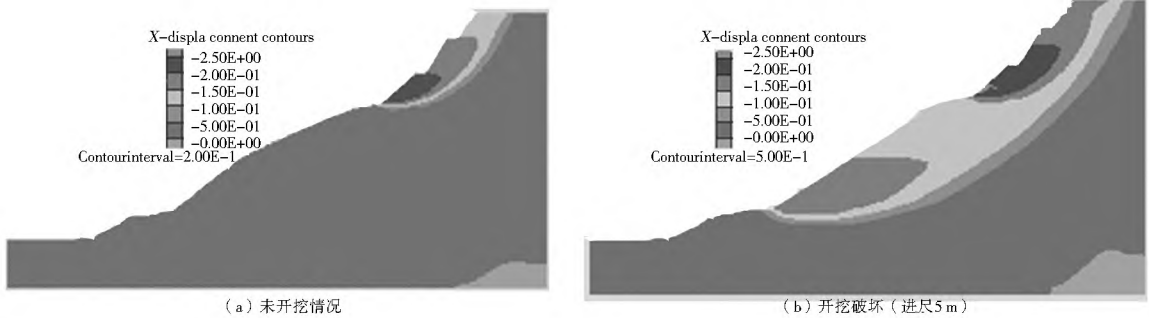 X-displa connent contours
-2.50E+00
-2.00E-01
-1.50E-01
-1.00E-01
-5.00E-01
-0.00E+00
Contourinterval=2.00E-1
(a)未开挖情况
X-displa connent contours
-2.50E+00
-2.00E-01
-1.50E-01
-1.00E-01
-5.00E-01
-0.00E+00
Contourinterval=5.00E-1
(b)开挖破坏(进尺5 m)